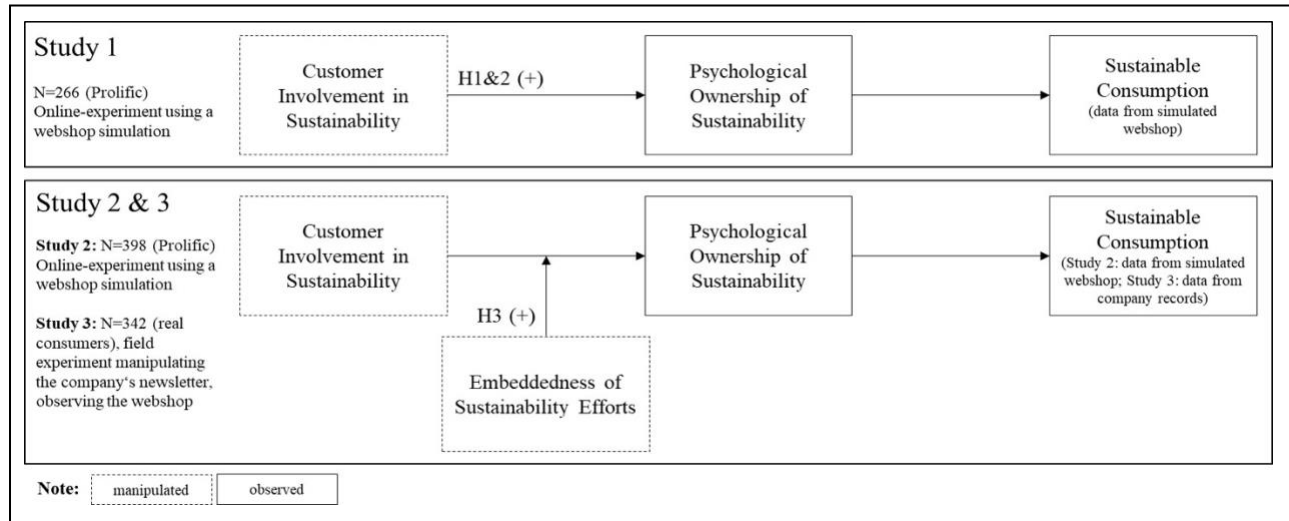 Study 1
N=266 (Prolific)
Online-experiment using a
webshop simulation
Customer
Involvement in
Sustainability
H1&2 (+)
Psychological
Ownership of
Sustainability
Sustainable
Consumption
(data from simulated
webshop)
Study 2 & 3
Study 2: N=398 (Prolific)
Online-experiment using a
webshop simulation
Study 3: N=342 (real
consumers), field
experiment manipulating
the company‘s newsletter,
observing the webshop
Customer
Involvement in
Sustainability
H3 (+)
Embeddedness of
Sustainability Efforts
Psychological
Ownership of
Sustainability
Sustainable
Consumption
(Study 2: data from simulated
webshop; Study 3: data from
company records)
Note:
manipulated
observed